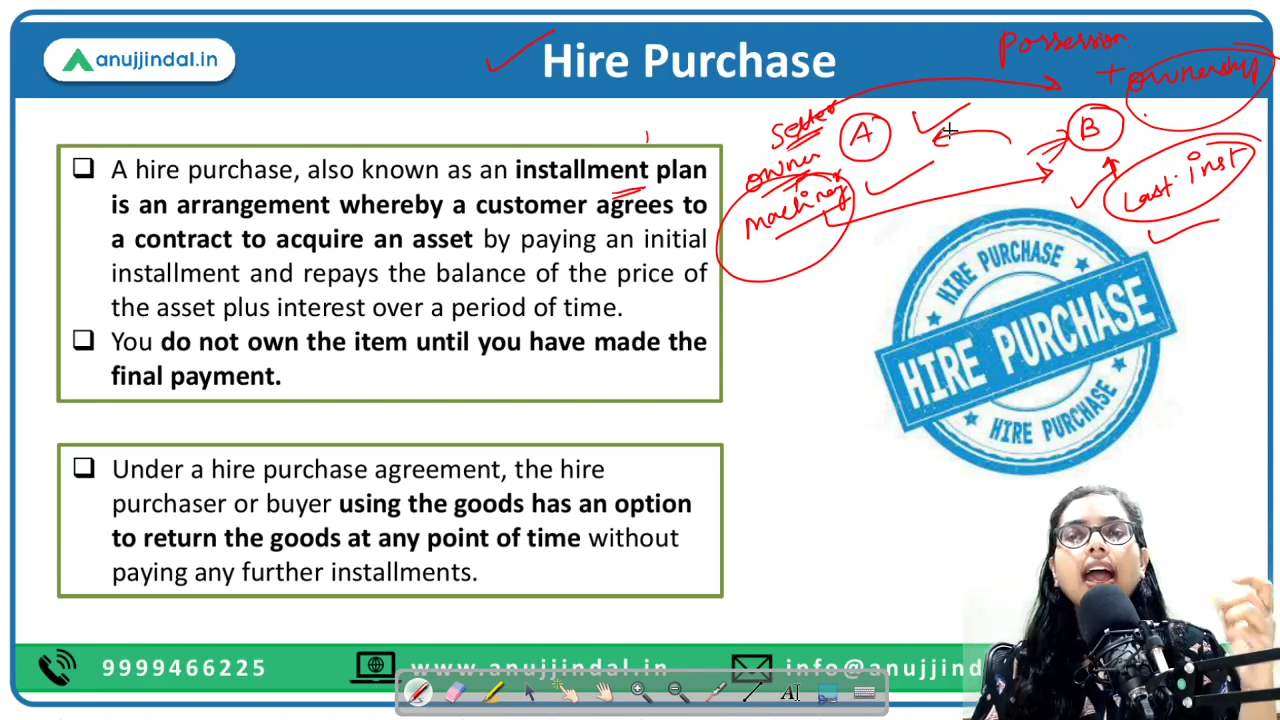 anujjindal.in
Hire Purchase
possession
+ ownership
Seller
A
B
owner
machinery
Last inst
❑ A hire purchase, also known as an installment plan
is an arrangement whereby a customer agrees to
a contract to acquire an asset by paying an initial
installment and repays the balance of the price of
the asset plus interest over a period of time.
❑ You do not own the item until you have made the
final payment.
HIRE PURCHASE
HIRE PURCHASE
HIRE PURCHASE
❑ Under a hire purchase agreement, the hire
purchaser or buyer using the goods has an option
to return the goods at any point of time without
paying any further installments.
9999466225
www.anujjindal.in
info@anujjind
AI